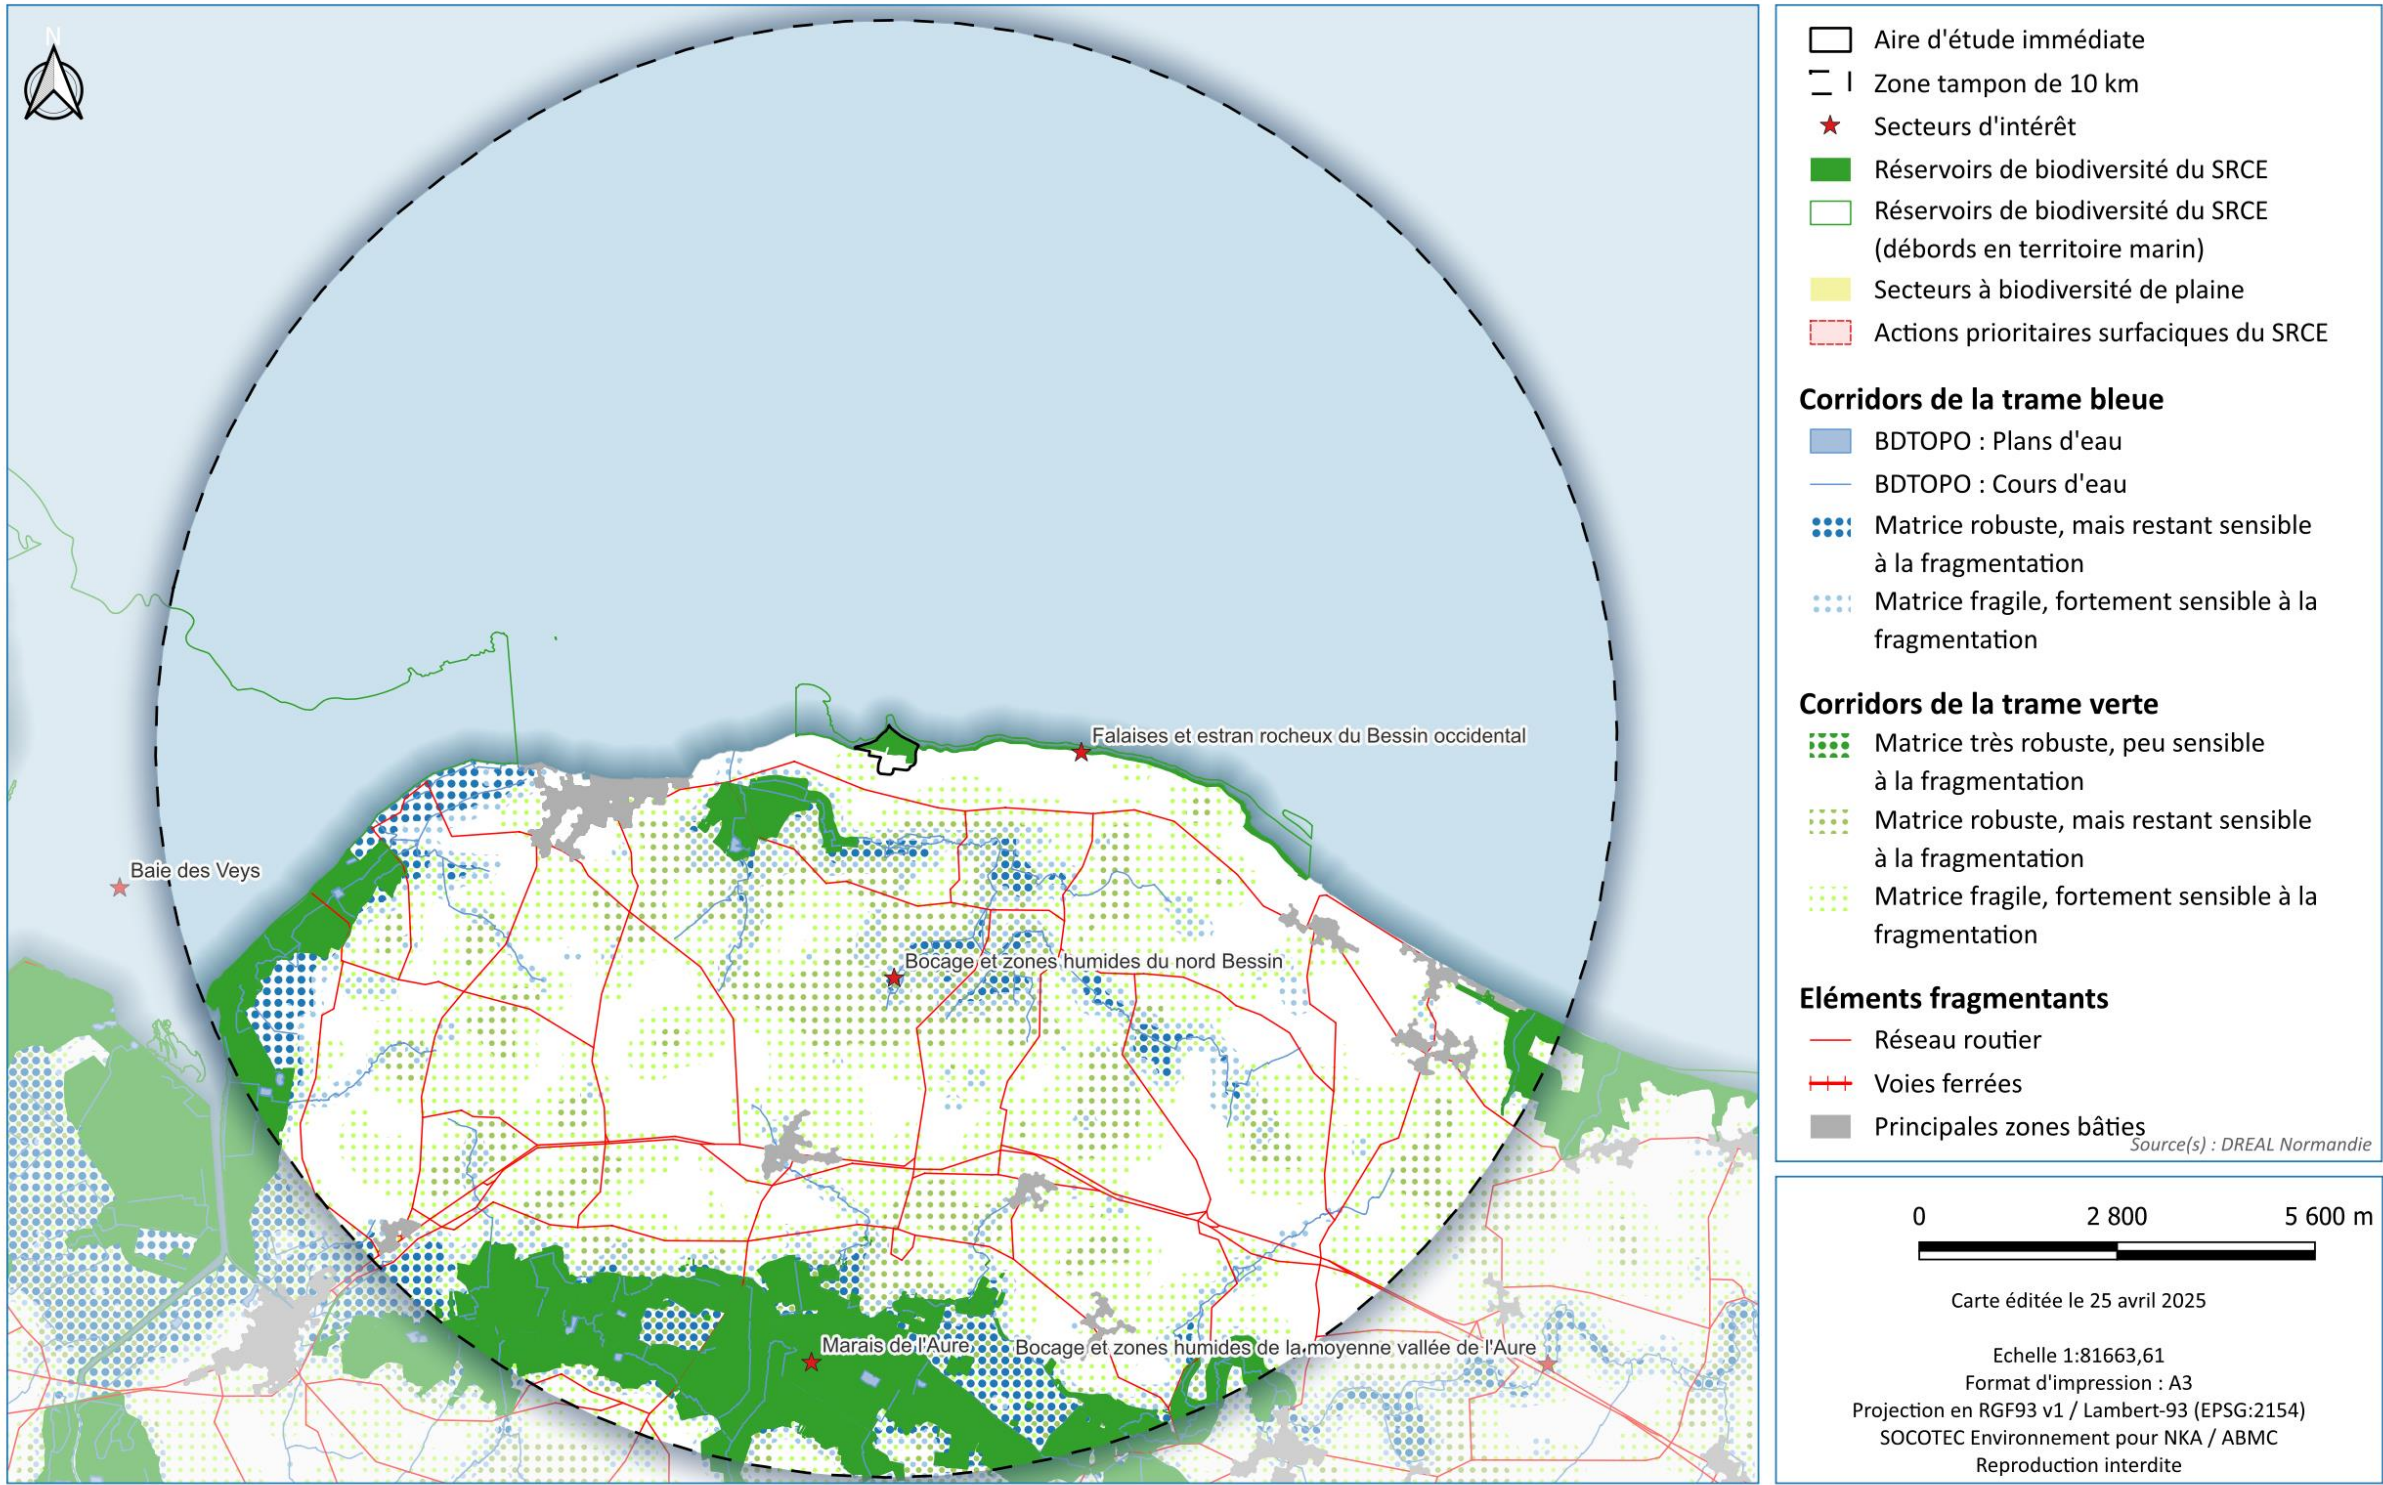 N
Falaises et estran rocheux du Bessin occidental
Baie des Veys
Bocage et zones humides du nord Bessin
Marais de l'Aure
Bocage et zones humides de la moyenne vallée de l'Aure
Aire d'étude immédiate
Zone tampon de 10 km
Secteurs d'intérêt
Réservoirs de biodiversité du SRCE
Réservoirs de biodiversité du SRCE
(débords en territoire marin)
Secteurs à biodiversité de plaine
Actions prioritaires surfaciques du SRCE
Corridors de la trame bleue
BDTOPO : Plans d'eau
BDTOPO : Cours d'eau
Matrice robuste, mais restant sensible
à la fragmentation
Matrice fragile, fortement sensible à la
fragmentation
Corridors de la trame verte
Matrice très robuste, peu sensible
à la fragmentation
Matrice robuste, mais restant sensible
à la fragmentation
Matrice fragile, fortement sensible à la
fragmentation
Eléments fragmentants
Réseau routier
Voies ferrées
Principales zones bâties
Source(s) : DREAL Normandie
0 2 800 5 600 m
Carte éditée le 25 avril 2025
Echelle 1:81663,61
Format d'impression : A3
Projection en RGF93 v1 / Lambert-93 (EPSG:2154)
SOCOTEC Environnement pour NKA / ABMC
Reproduction interdite